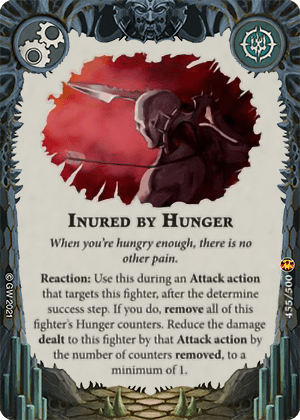 INURED BY HUNGER
When you're hungry enough, there is no
other pain.
Reaction: Use this during an Attack action
that targets this fighter, after the determine
success step. If you do, remove all of this
fighter's Hunger counters. Reduce the damage
dealt to this fighter by that Attack action by
the number of counters removed, to a
minimum of 1.
© GW 2021
455/500